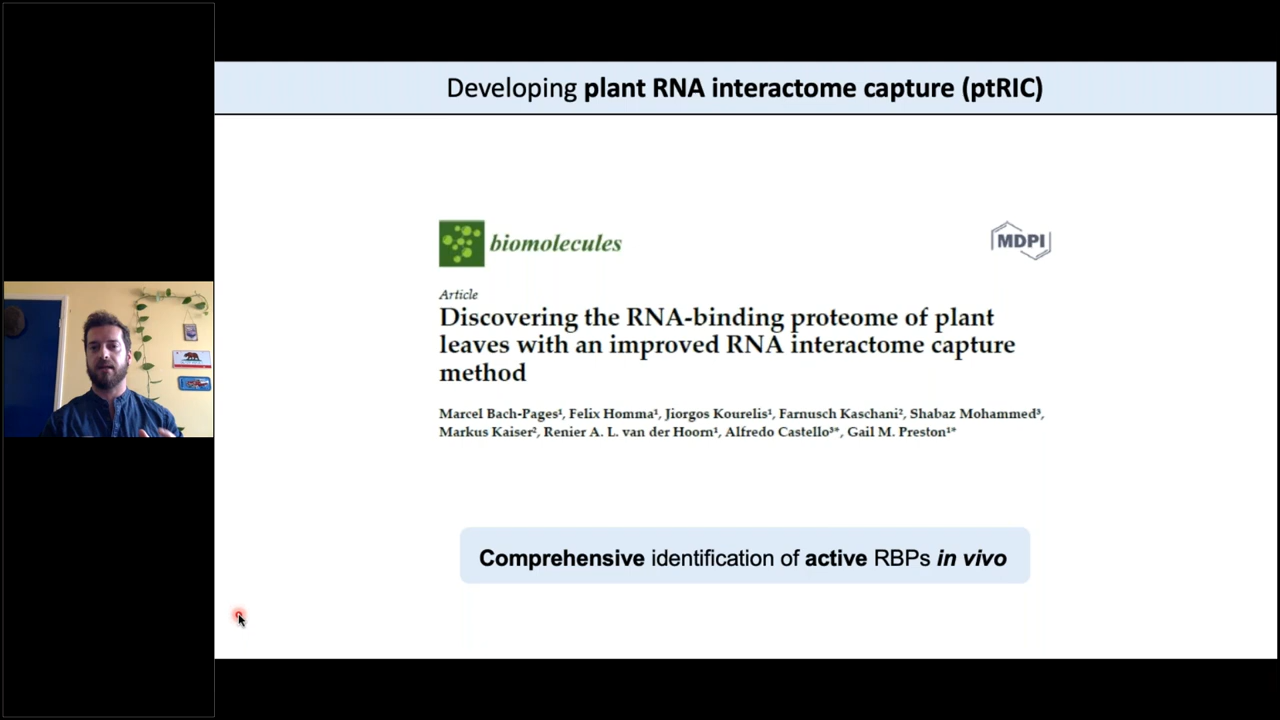 Developing plant RNA interactome capture (ptRIC)
biomolecules
MDPI
Article
Discovering the RNA-binding proteome of plant
leaves with an improved RNA interactome capture
method
Marcel Bach-Pages¹, Felix Homma¹, Jiorgos Kourelis¹, Farnusch Kaschani², Shabaz Mohammed³,
Markus Kaiser², Renier A. L. van der Hoorn¹, Alfredo Castello³*, Gail M. Preston¹*
Comprehensive identification of active RBPs in vivo